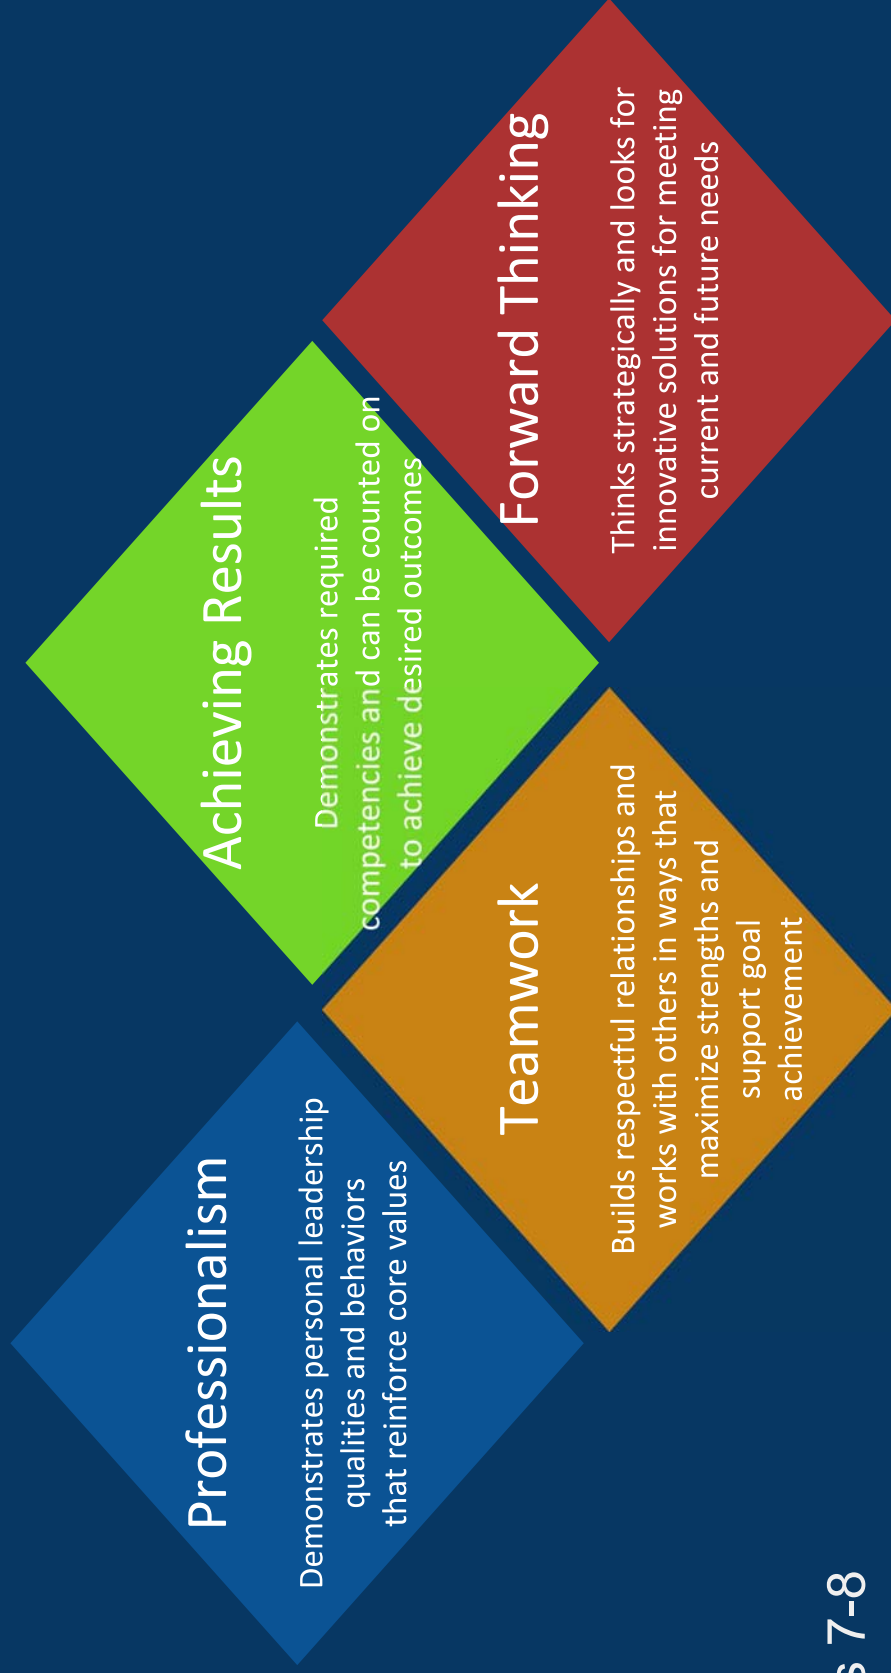 Professionalism
Demonstrates personal leadership
qualities and behaviors
that reinforce core values
Teamwork
Builds respectful relationships and
works with others in ways that
maximize strengths and
support goal
achievement
Achieving Results
Demonstrates required
competencies and can be counted on
to achieve desired outcomes
Forward Thinking
Thinks strategically and looks for
innovative solutions for meeting
current and future needs
7-8